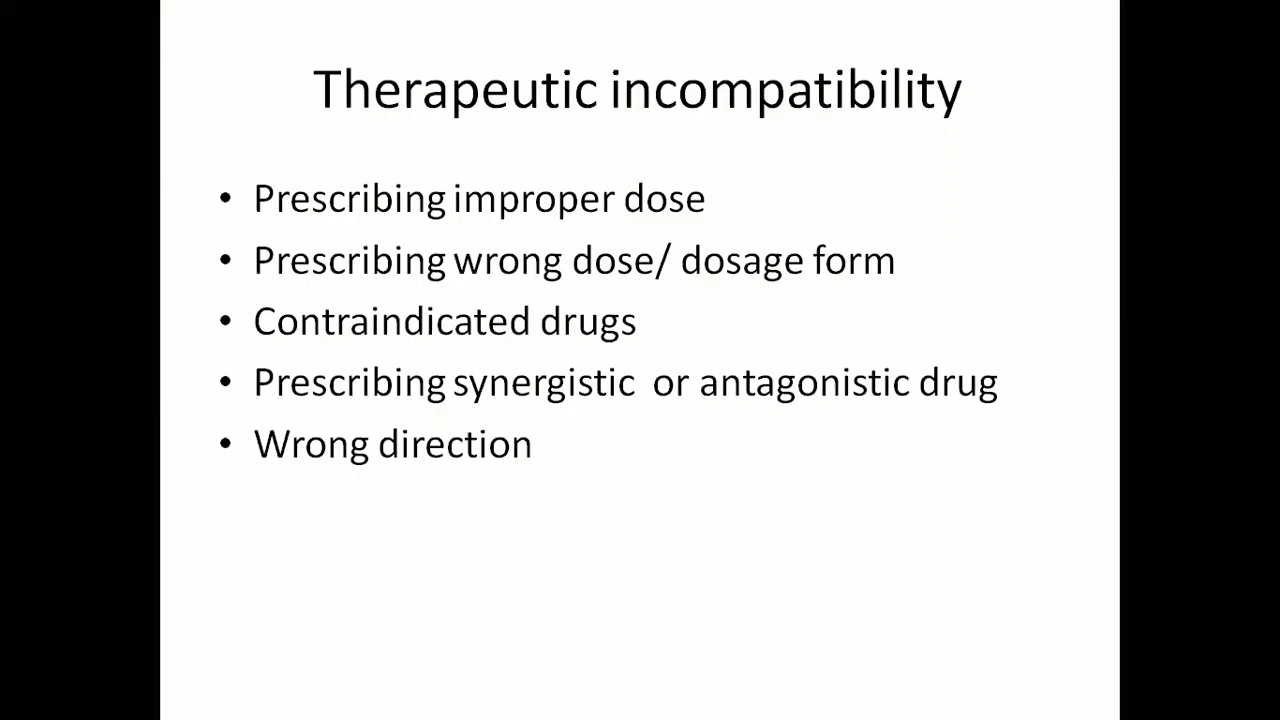 Therapeutic incompatibility
• Prescribing improper dose
• Prescribing wrong dose/ dosage form
• Contraindicated drugs
• Prescribing synergistic or antagonistic drug
• Wrong direction